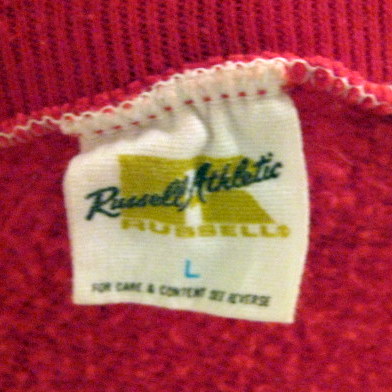 Russell Athletic
RUSSELL®
L
FOR CARE & CONTENT SEE REVERSE